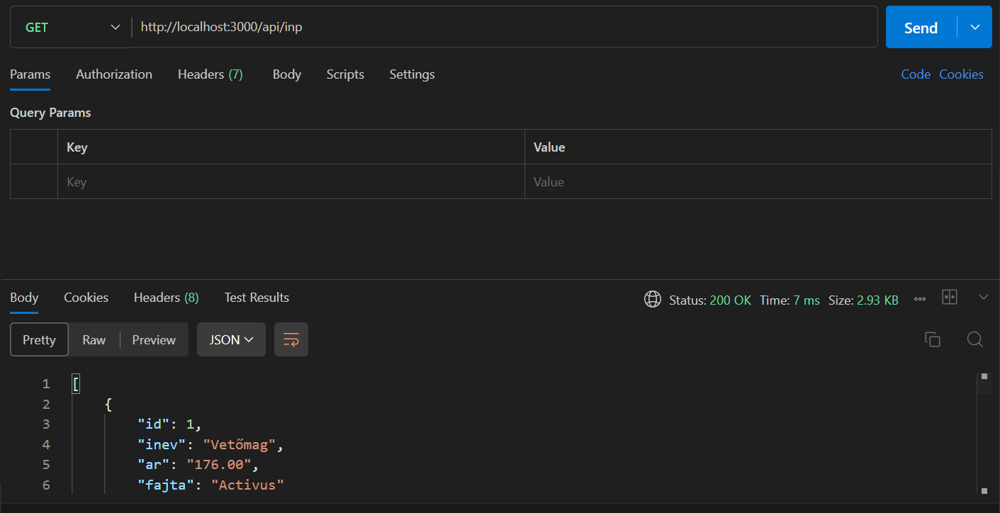 GET http://localhost:3000/api/inp Send
Params Authorization Headers (7) Body Scripts Settings Code Cookies
Query Params
Key Value
Key Value
Body Cookies Headers (8) Test Results Status: 200 OK Time: 7 ms Size: 2.93 KB
Pretty Raw Preview JSON
1 [
2 {
3 "id": 1,
4 "inev": "Vetőmag",
5 "ar": "176.00",
6 "fajta": "Activus"